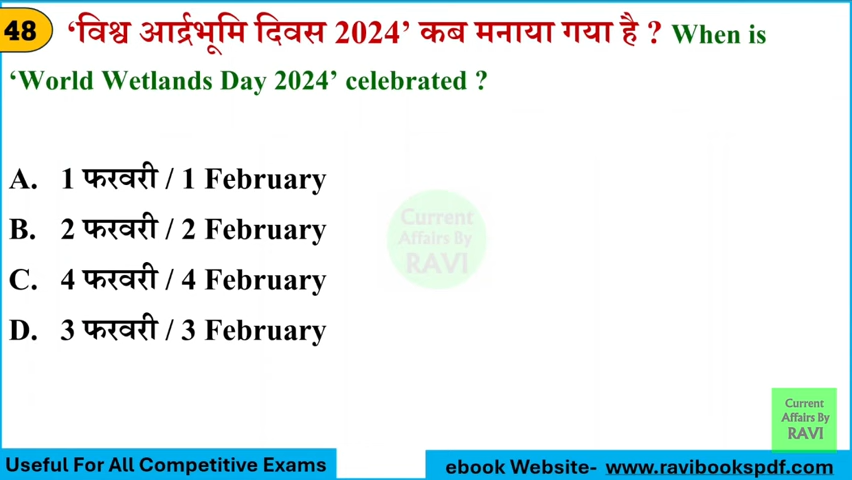 48 ‘विश्व आर्द्रभूमि दिवस 2024’ कब मनाया गया है ? When is
‘World Wetlands Day 2024’ celebrated ?
A. 1 फरवरी / 1 February
B. 2 फरवरी / 2 February
C. 4 फरवरी / 4 February
D. 3 फरवरी / 3 February
Current
Affairs By
RAVI
Current
Affairs By
RAVI
Useful For All Competitive Exams
ebook Website- www.ravibookspdf.com